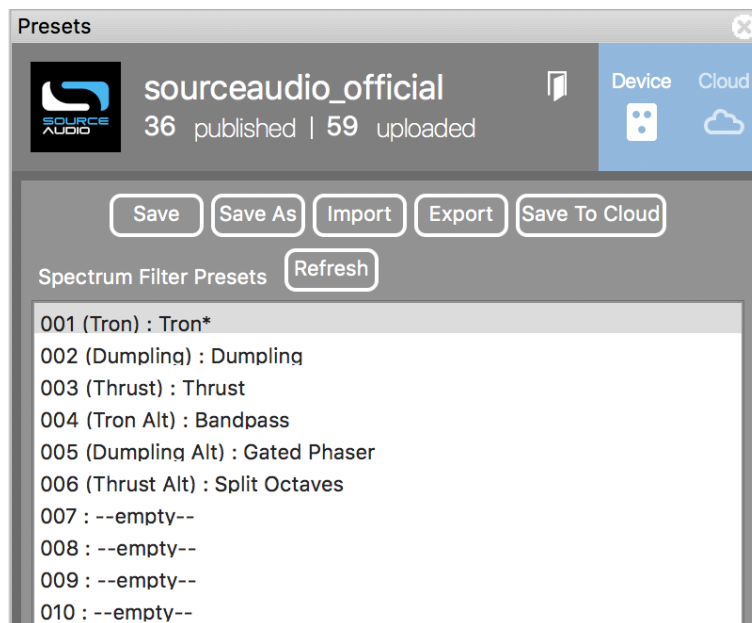 Presets
sourceaudio_official
36 published | 59 uploaded
SOURCE
AUDIO
Device
Cloud
Save
Save As
Import
Export
Save To Cloud
Spectrum Filter Presets
Refresh
001 (Tron) : Tron*
002 (Dumpling) : Dumpling
003 (Thrust) : Thrust
004 (Tron Alt) : Bandpass
005 (Dumpling Alt) : Gated Phaser
006 (Thrust Alt) : Split Octaves
007 : --empty--
008 : --empty--
009 : --empty--
010 : --empty--